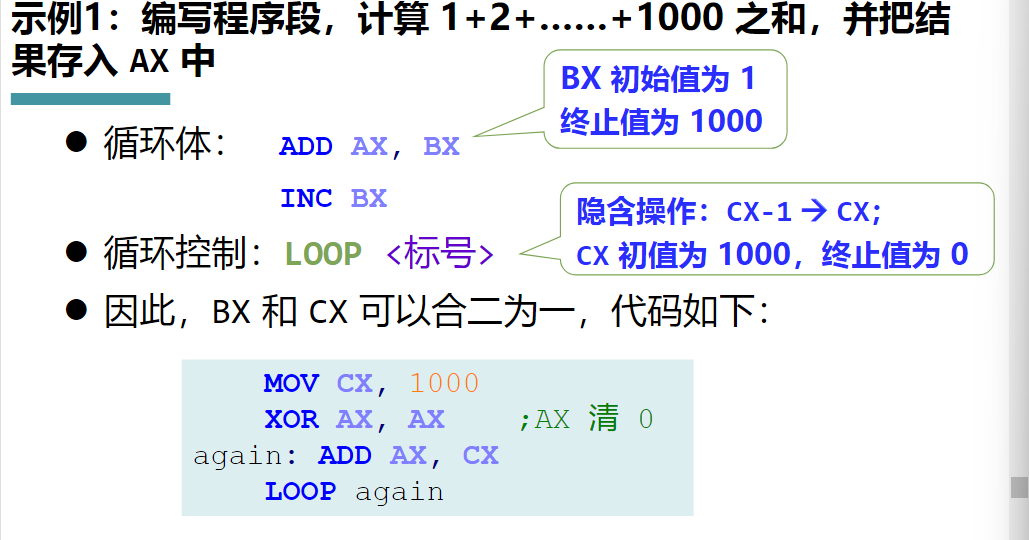 示例1：编写程序段，计算 1+2+……+1000 之和，并把结
果存入 AX 中
BX 初始值为 1
终止值为 1000
● 循环体： ADD AX, BX
INC BX
隐含操作：CX-1 → CX；
CX 初值为 1000，终止值为 0
● 循环控制：LOOP <标号>
● 因此，BX 和 CX 可以合二为一，代码如下：
MOV CX, 1000
XOR AX, AX ;AX 清 0
again: ADD AX, CX
LOOP again